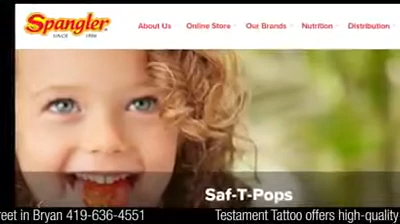 Spangler
SINCE 1906
About Us Online Store Our Brands Nutrition Distribution
Saf-T-Pops
reet in Bryan 419-636-4551 Testament Tattoo offers high-quality